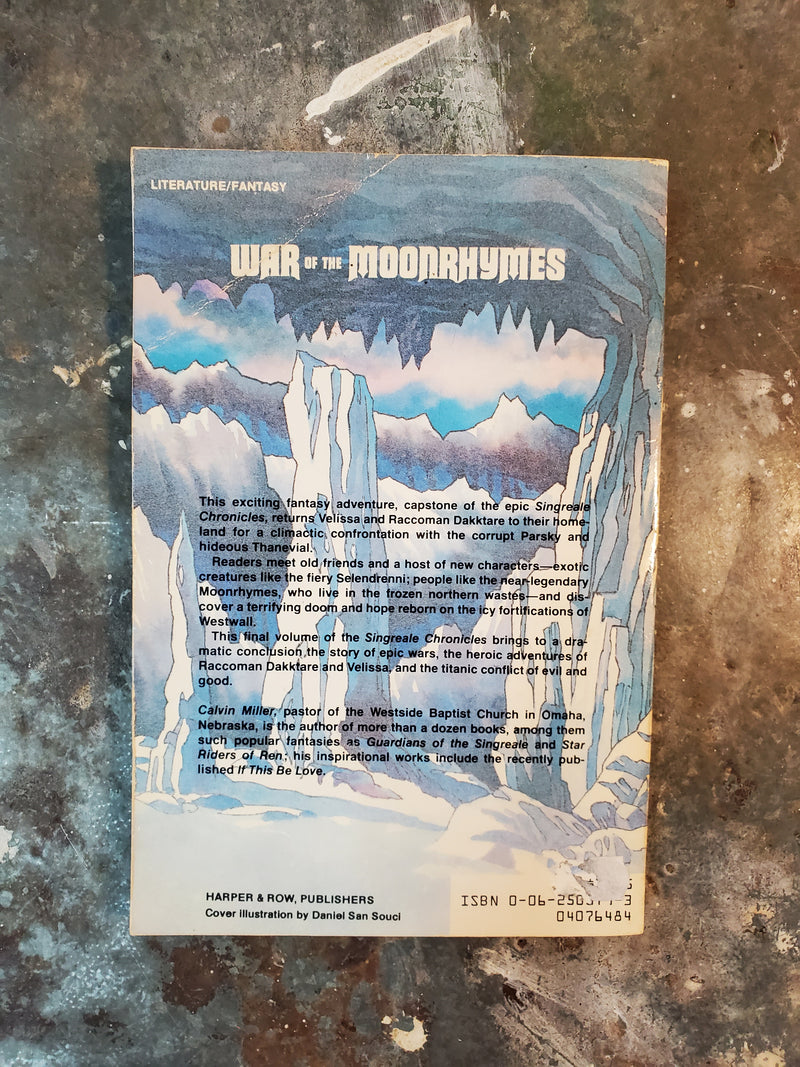 LITERATURE/FANTASY
WAR OF THE MOONRHYMES
This exciting fantasy adventure, capstone of the epic Singreale
Chronicles, returns Velissa and Raccoman Dakktare to their home-
land for a climactic confrontation with the corrupt Parsky and
hideous Thanevial.
Readers meet old friends and a host of new characters—exotic
creatures like the fiery Selendrenni; people like the near-legendary
Moonrhymes, who live in the frozen northern wastes—and dis-
cover a terrifying doom and hope reborn on the icy fortifications of
Westwall.
This final volume of the Singreale Chronicles brings to a dra-
matic conclusion the story of epic wars, the heroic adventures of
Raccoman Dakktare and Velissa, and the titanic conflict of evil and
good.
Calvin Miller, pastor of the Westside Baptist Church in Omaha,
Nebraska, is the author of more than a dozen books, among them
such popular fantasies as Guardians of the Singreale and Star
Riders of Ren; his inspirational works include the recently pub-
lished If This Be Love.
HARPER & ROW, PUBLISHERS
Cover illustration by Daniel San Souci
ISBN
04076484